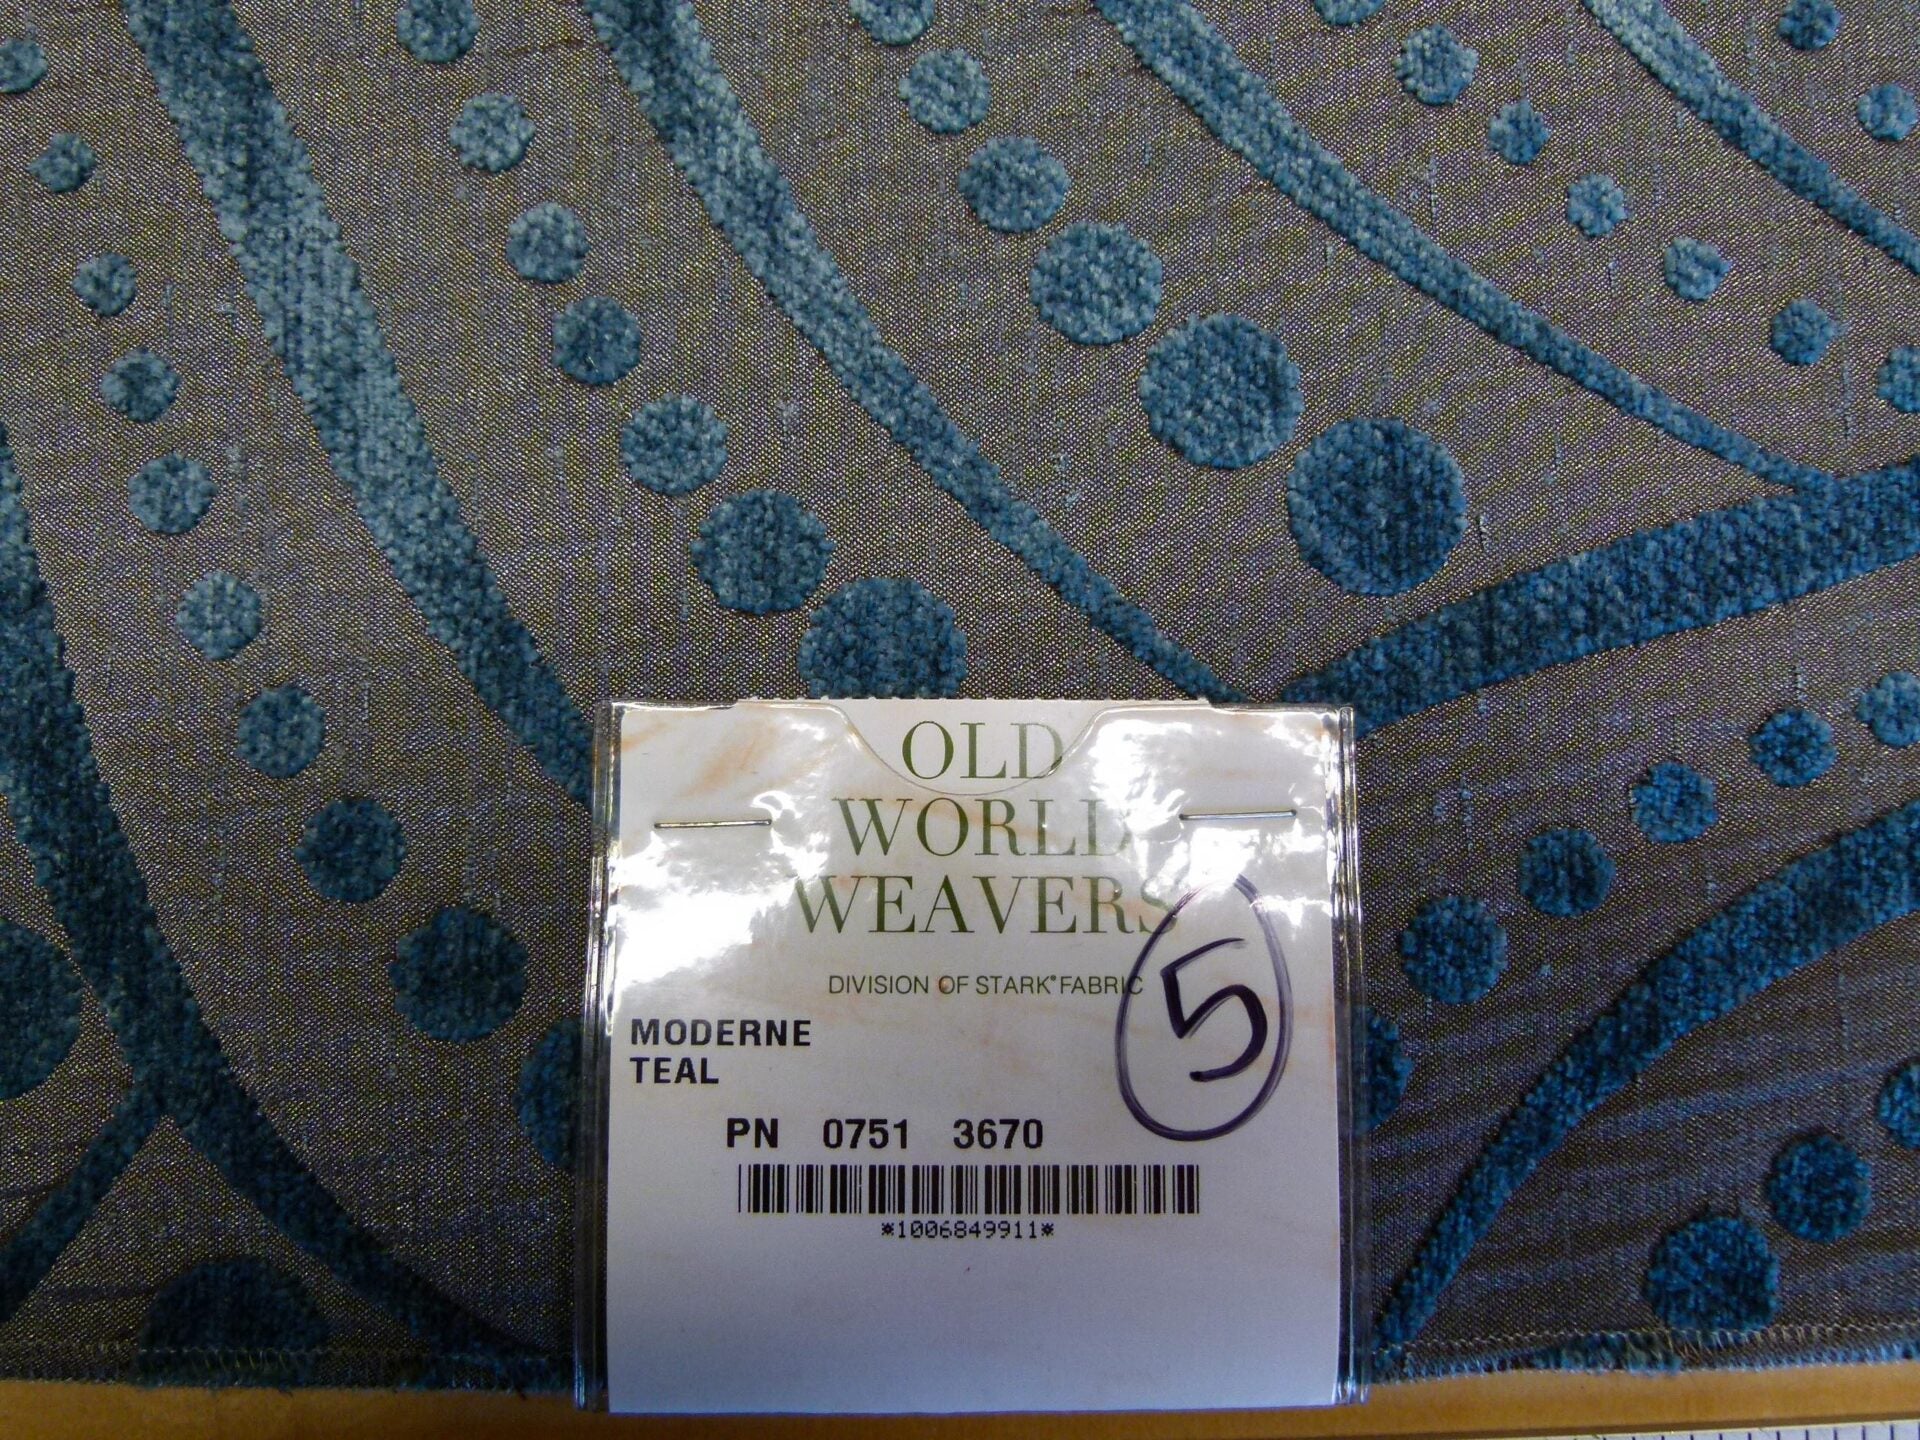 OLD
WORLD
WEAVERS
DIVISION OF STARK® FABRIC
5
MODERNE
TEAL
PN 0751 3670
*1006849911*